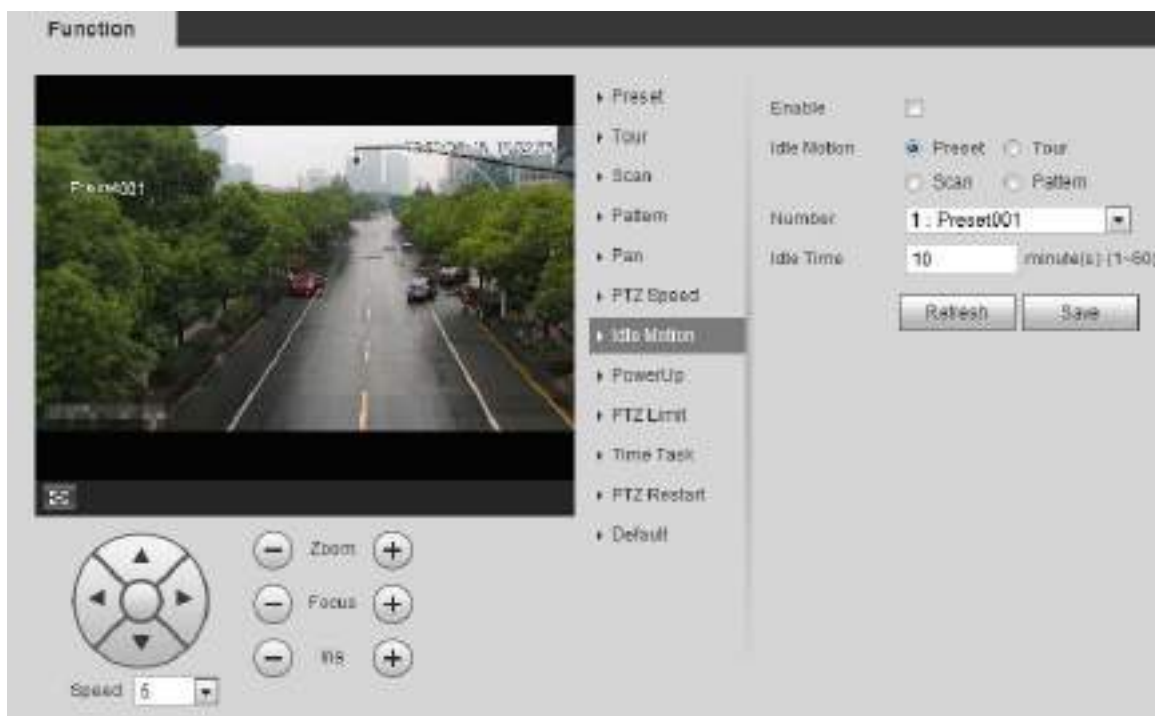 Function
Preset001
Zoom
Focus
Iris
Speed 5
Preset
Tour
Scan
Pattern
Pan
PTZ Speed
Idle Motion
PowerUp
PTZ Limit
Time Task
PTZ Restart
Default
Enable
Idle Motion Preset Tour
Scan Pattern
Number 1 : Preset001
Idle Time 10 minute(s) (1~60)
Refresh Save